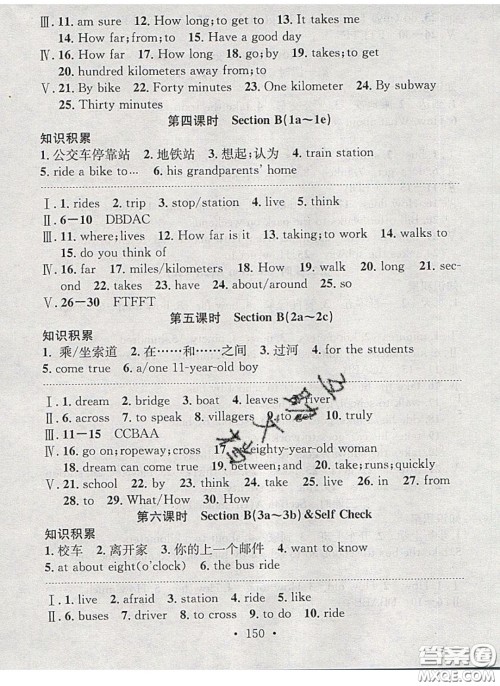 Ⅲ. 11. am sure 12. How long; to get to 13. It takes me
14. How far; from; to 15. Have a good day
Ⅳ. 16. How far 17. How long 18. go; by 19. takes; to get
20. hundred kilometers away from; to
Ⅴ. 21. By bike 22. Forty minutes 23. One kilometer 24. By subway
25. Thirty minutes
第四课时 Section B(1a~1e)
知识积累
1. 公交车停靠站 2. 地铁站 3. 想起;认为 4. train station
5. ride a bike to… 6. his grandparents' home
Ⅰ. 1. rides 2. trip 3. stop/station 4. live 5. think
Ⅱ. 6—10 DBDAC
Ⅲ. 11. where; lives 12. How far is it 13. taking; to work 14. walks to
15. do you think of
Ⅳ. 16. far 17. miles/kilometers 18. How 19. walk 20. long 21. sec-
ond 22. takes 23. have 24. about/around 25. so
Ⅴ. 26—30 FTFFT
第五课时 Section B(2a~2c)
知识积累
1. 乘/坐索道 2. 在……和……之间 3. 过河 4. for the students
5. come true 6. a/one 11-year-old boy
Ⅰ. 1. dream 2. bridge 3. boat 4. leaves 5. river
Ⅱ. 6. across 7. to speak 8. villagers 9. to get 10. truly
Ⅲ. 11—15 CCBAA
Ⅳ. 16. go on; ropeway; cross 17. eighty-year-old woman
18. dream can come true 19. between; and 20. take; runs; quickly
Ⅴ. 21. school 22. by 23. think 24. take 25. live 26. in 27. from
28. to 29. What/How 30. How
第六课时 Section B(3a~3b)&Self Check
知识积累
1. 校车 2. 离开家 3. 你的上一个邮件 4. want to know
5. at about eight(o'clock) 6. the bus ride
Ⅰ. 1. live 2. afraid 3. station 4. ride 5. like
Ⅱ. 6. buses 7. driver 8. to cross 9. to do 10. ride
• 150 •
答案圈
MXQE.COM